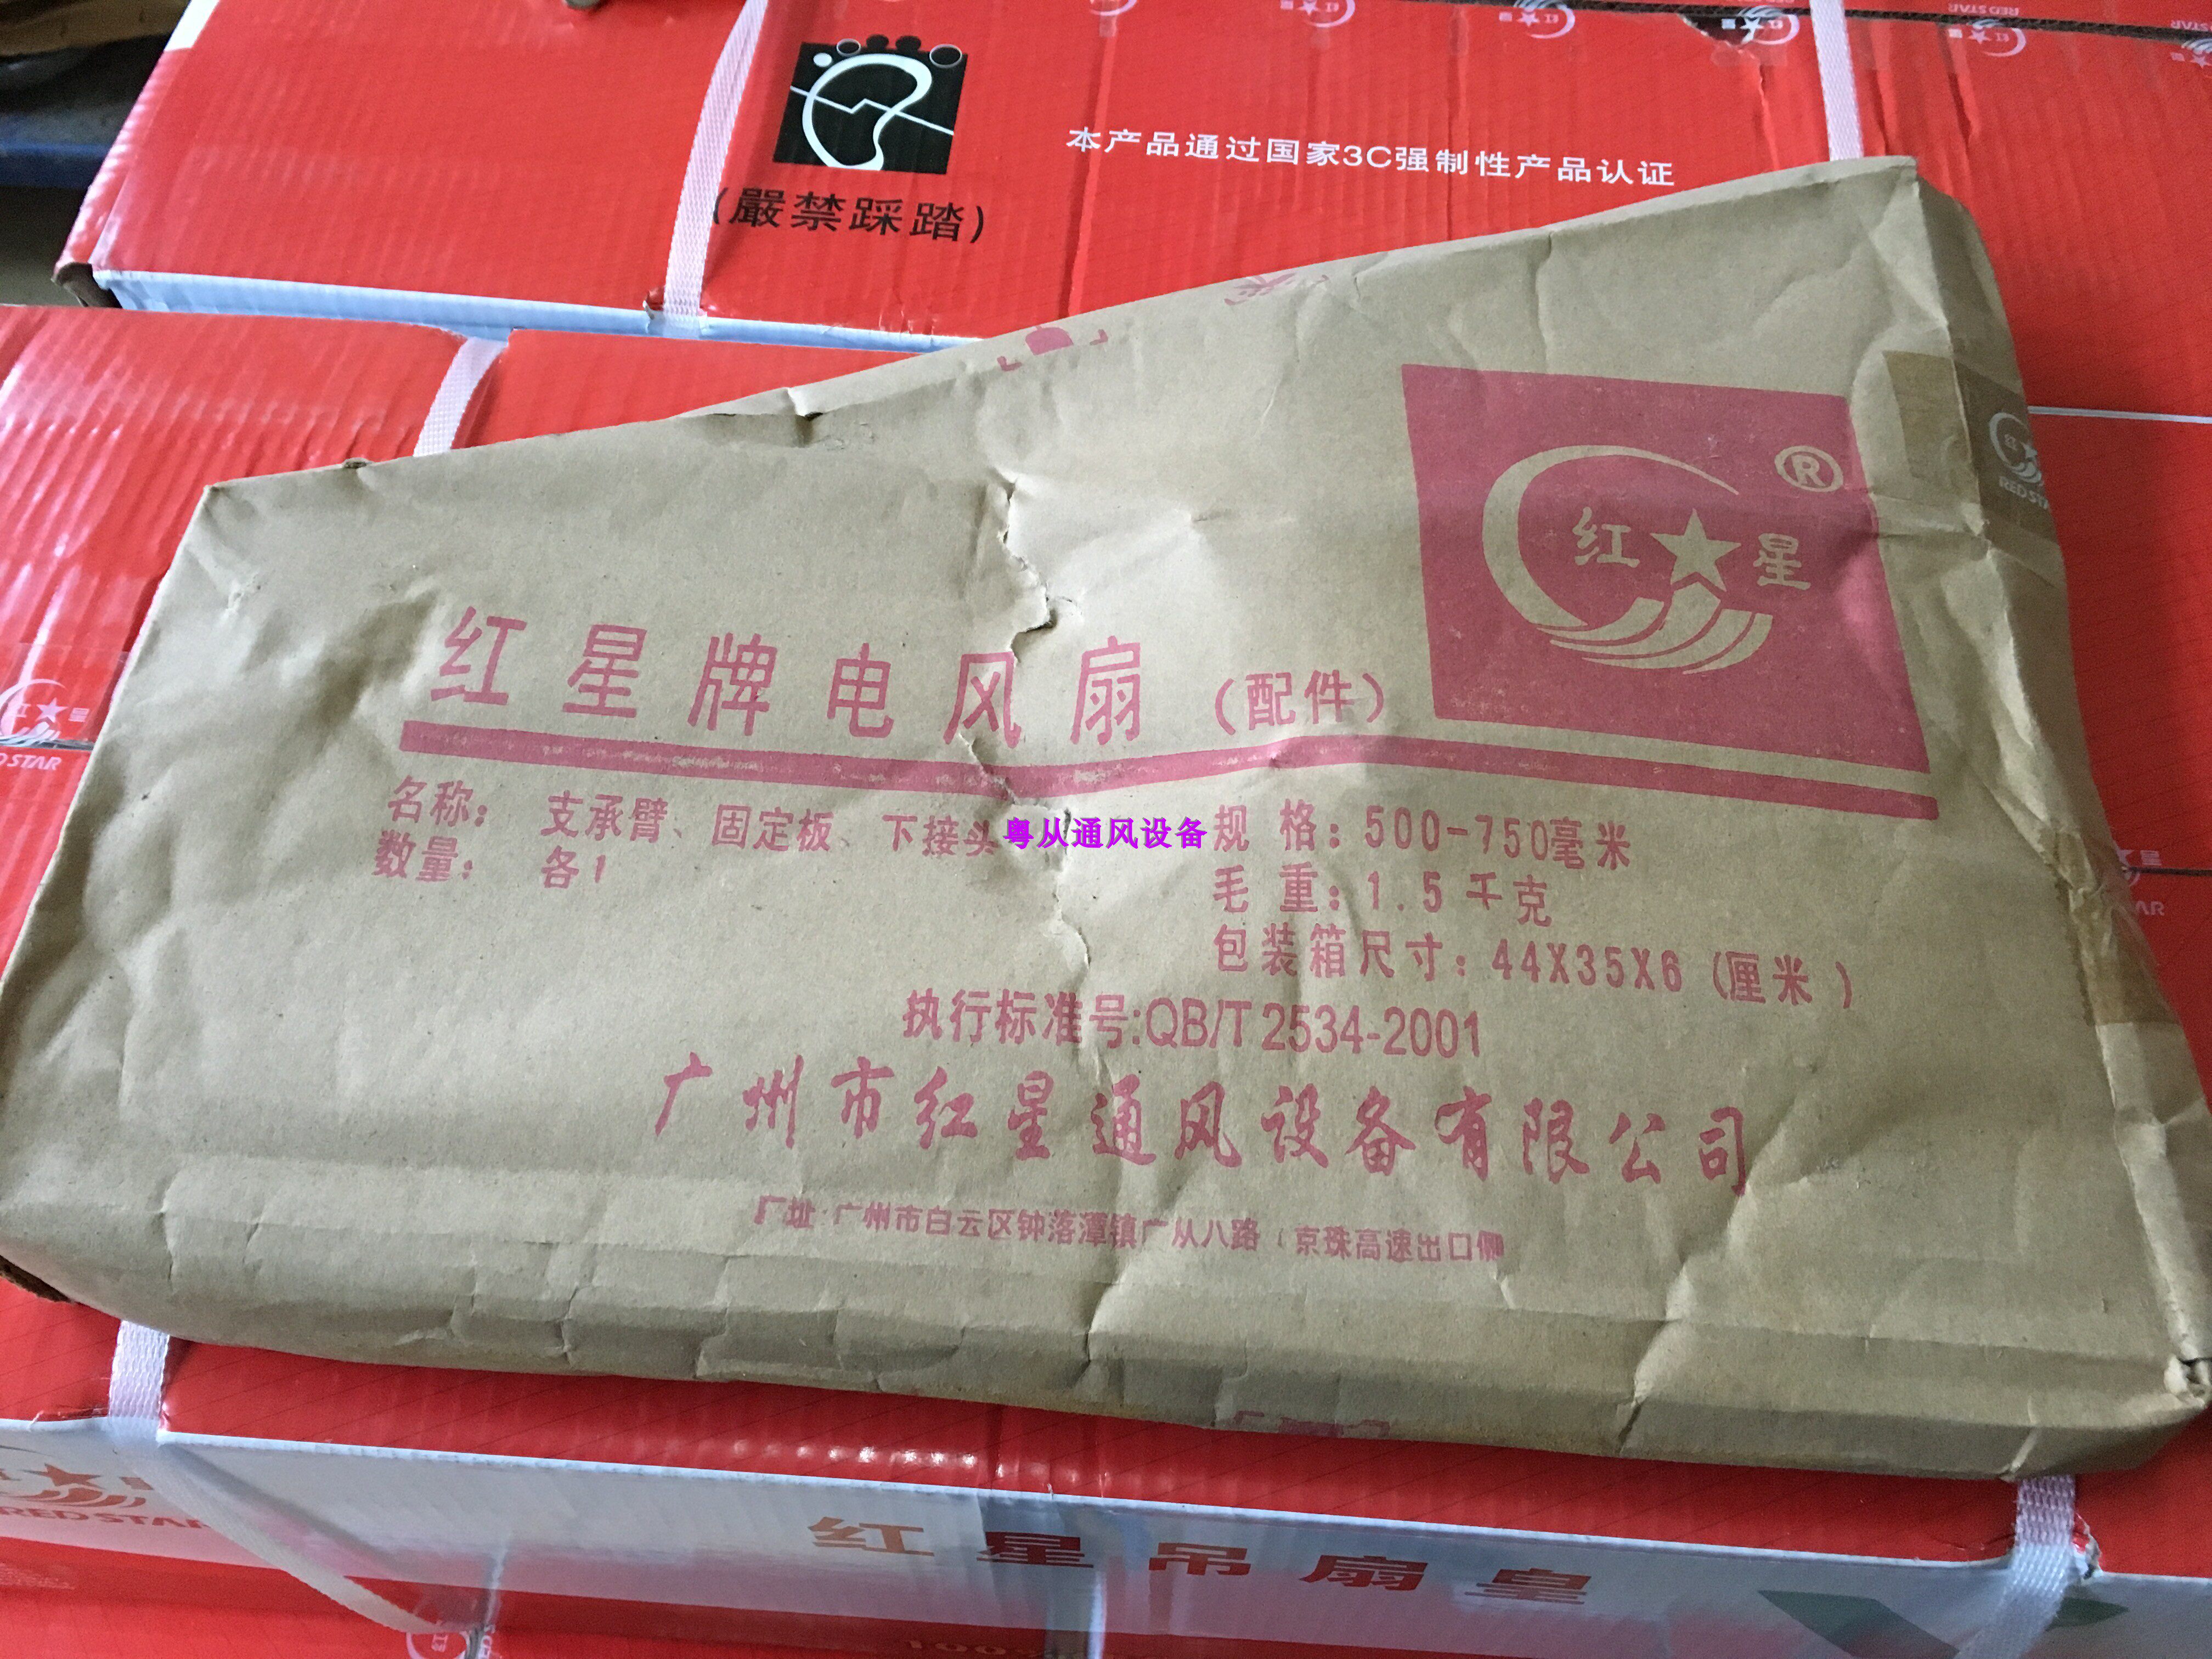 本产品通过国家3C强制性产品认证
(嚴禁踩踏)
红★星®
红星牌电风扇(配件)
名称: 支承臂、固定板、下接头
数量: 各1
粤从通风设备
规格: 500-750毫米
毛重: 1.5千克
包装箱尺寸: 44X35X6(厘米)
执行标准号:QB/T2534-2001
广州市红星通风设备有限公司
厂址:广州市白云区钟落潭镇广从八路(京珠高速出口侧
红星吊扇皇
RED STAR
RED STAR